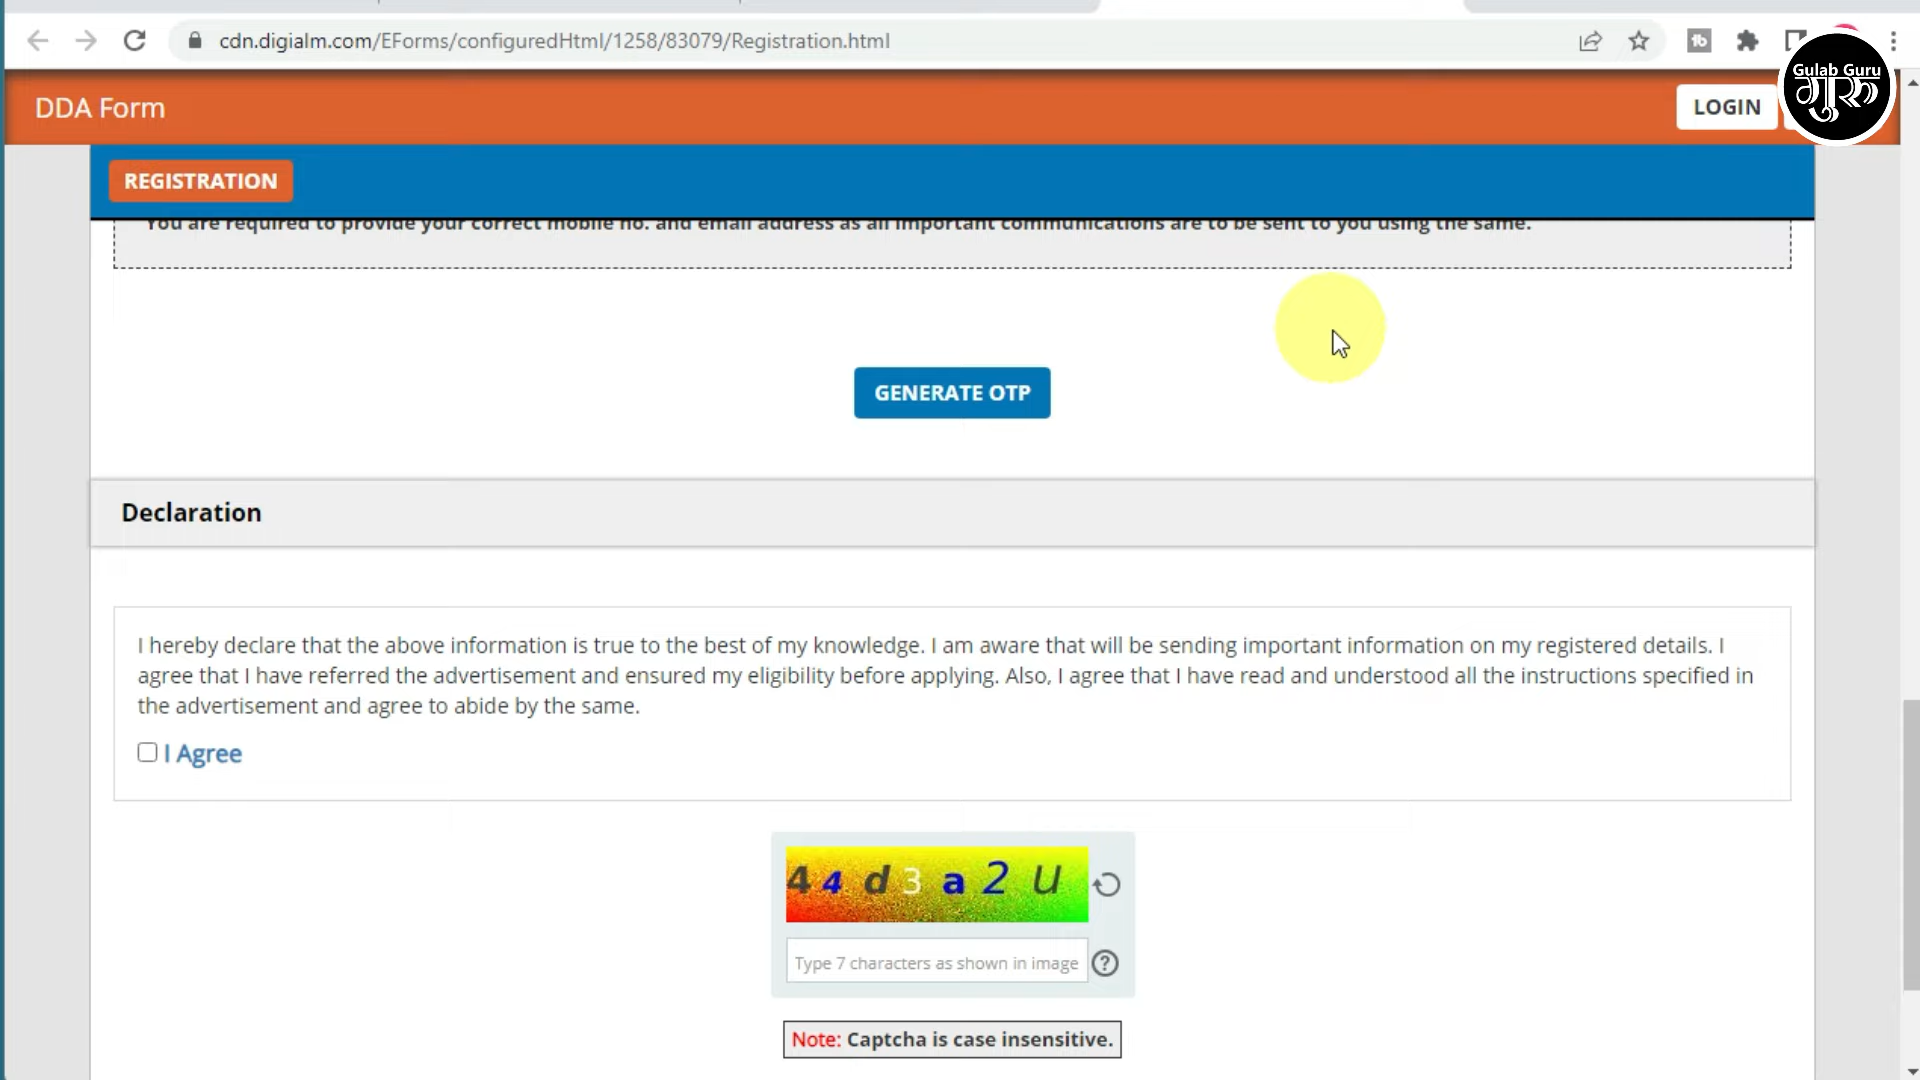 cdn.digialm.com/EForms/configuredHtml/1258/83079/Registration.html
Gulab Guru
गुरू
DDA Form
LOGIN
REGISTRATION
You are required to provide your correct mobile no. and email address as all important communications are to be sent to you using the same.
GENERATE OTP
Declaration
I hereby declare that the above information is true to the best of my knowledge. I am aware that will be sending important information on my registered details. I
agree that I have referred the advertisement and ensured my eligibility before applying. Also, I agree that I have read and understood all the instructions specified in
the advertisement and agree to abide by the same.
I Agree
4 4 d 3 a 2 U
Type 7 characters as shown in image
Note: Captcha is case insensitive.